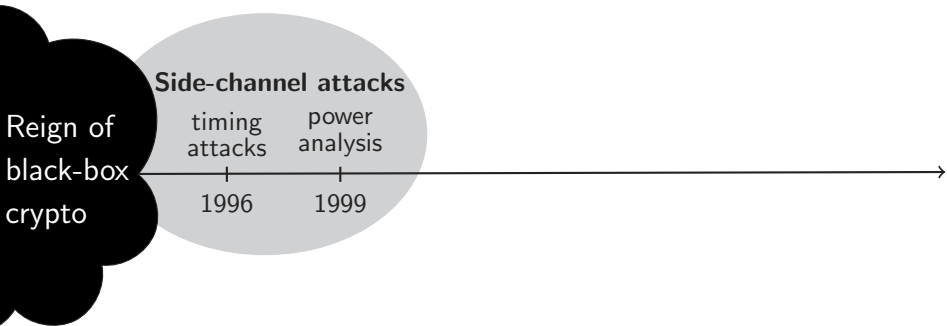 Reign of
black-box
crypto
Side-channel attacks
timing
attacks
power
analysis
1996
1999